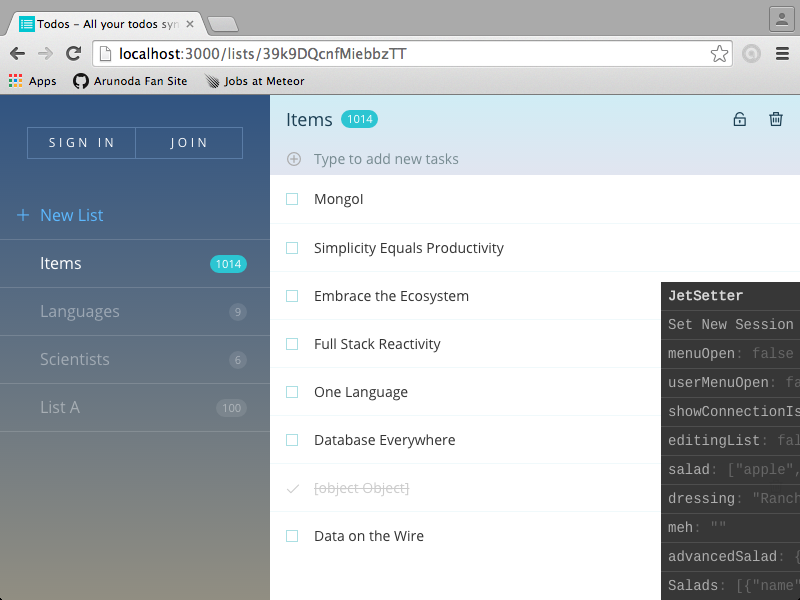 Todos – All your todos syn
localhost:3000/lists/39k9DQcnfMiebbzTT
Apps Arunoda Fan Site Jobs at Meteor
SIGN IN JOIN
+ New List
Items 1014
Languages 9
Scientists 6
List A 100
Items 1014
Type to add new tasks
Mongol
Simplicity Equals Productivity
Embrace the Ecosystem
Full Stack Reactivity
One Language
Database Everywhere
[object Object]
Data on the Wire
JetSetter
Set New Session
menuOpen: false
userMenuOpen: fa
showConnectionIs
editingList: fal
salad: ["apple",
dressing: "Ranch
meh: ""
advancedSalad: {
Salads: [{"name"